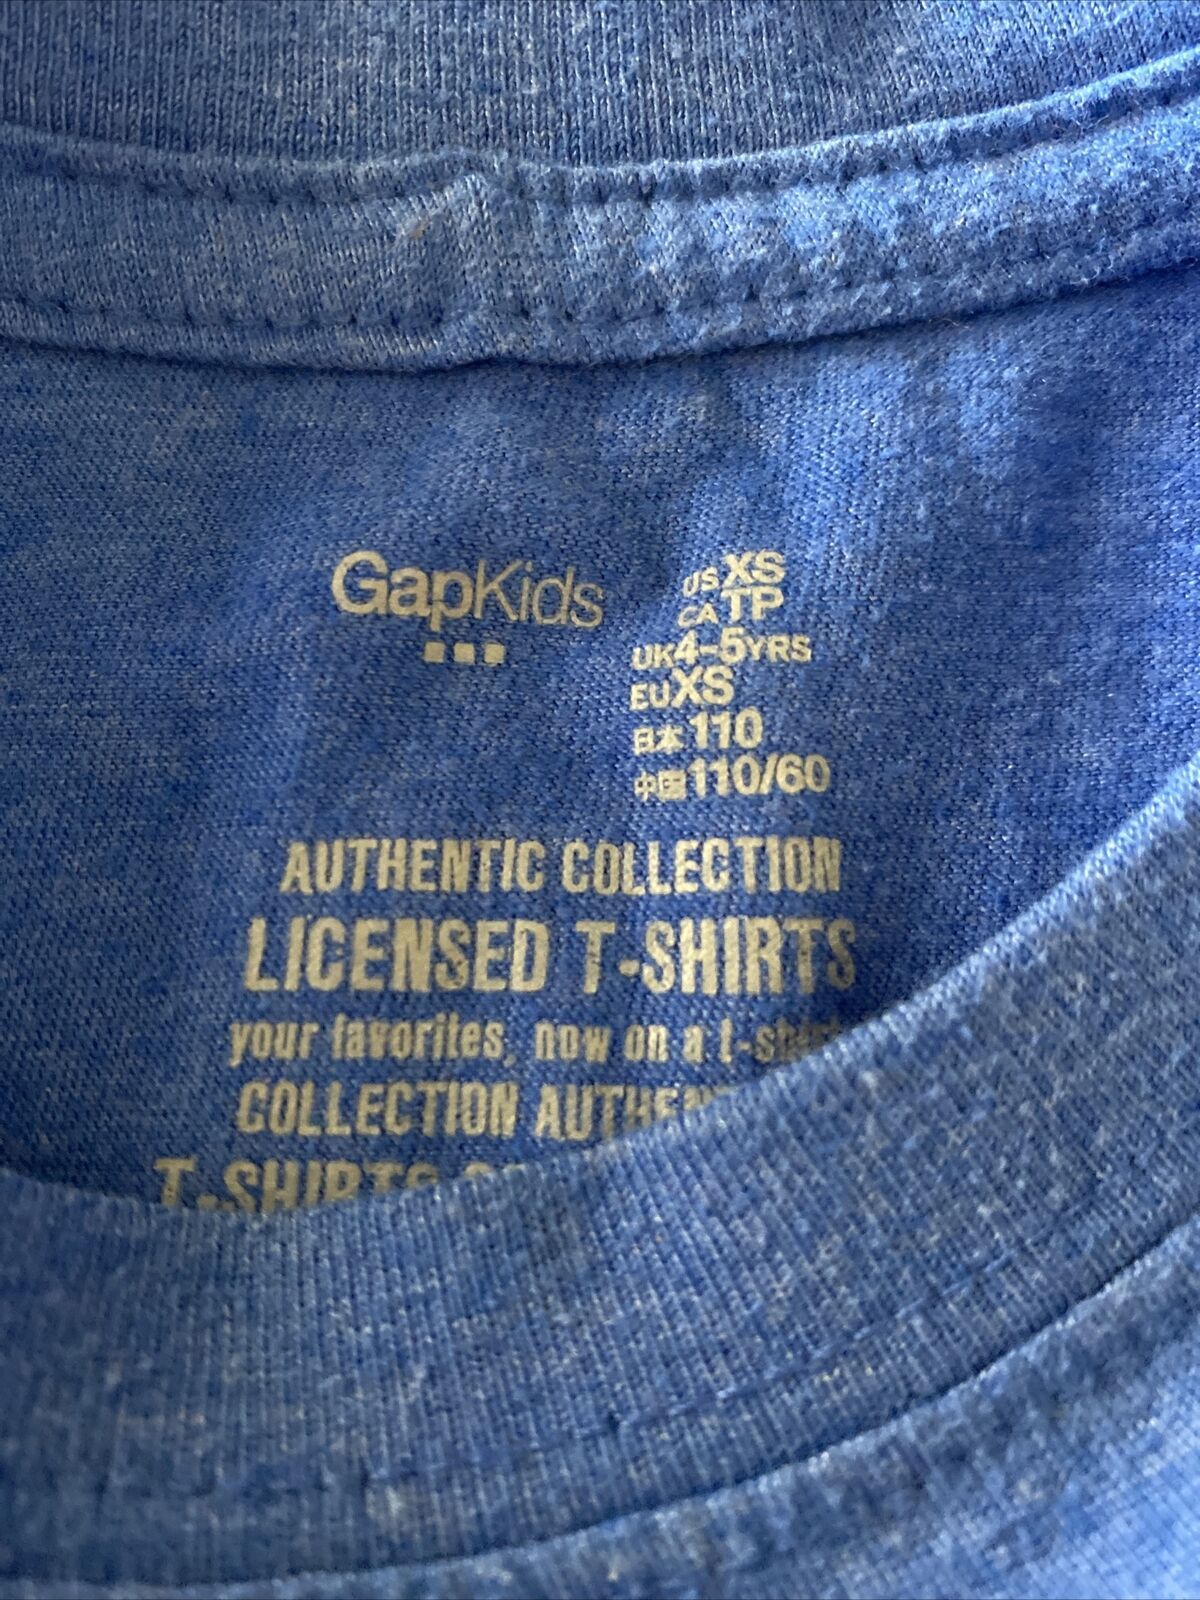 GapKids
US XS
CA TP
UK 4-5YRS
EU XS
日本 110
中国 110/60
AUTHENTIC COLLECTION
LICENSED T-SHIRTS
your favorites, now on a t-shirt
COLLECTION
T-SHIRTS